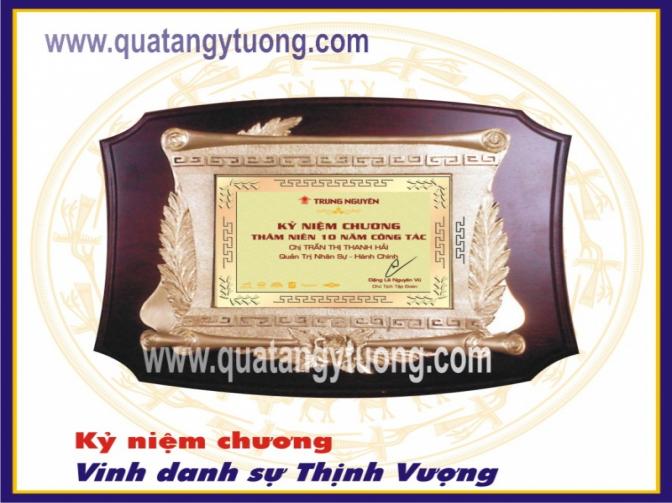 www.quatangytuong.com
TRUNG NGUYÊN
KỶ NIỆM CHƯƠNG
THÂM NIÊN 10 NĂM CÔNG TÁC
Chị TRẦN THỊ THANH HẢI
Quản Trị Nhân Sự - Hành Chính
Đặng Lê Nguyên Vũ
Chủ Tịch Tập Đoàn
www.quatangytuong.com
Kỷ niệm chương
Vinh danh sự Thịnh Vượng